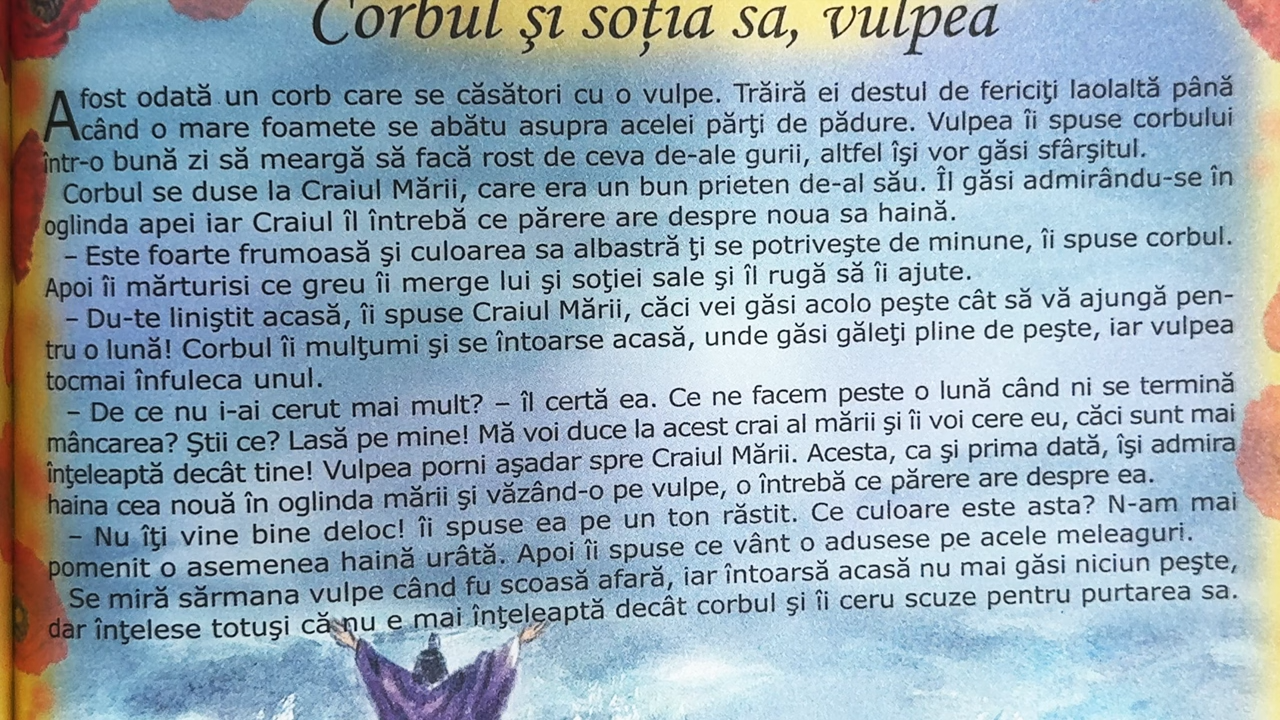 Corbul şi soţia sa, vulpea
A fost odată un corb care se căsători cu o vulpe. Trăiră ei destul de fericiţi laolaltă până
când o mare foamete se abătu asupra acelei părţi de pădure. Vulpea îi spuse corbului
într-o bună zi să meargă să facă rost de ceva de-ale gurii, altfel îşi vor găsi sfârşitul.
Corbul se duse la Craiul Mării, care era un bun prieten de-al său. Îl găsi admirându-se în
oglinda apei iar Craiul îl întrebă ce părere are despre noua sa haină.
– Este foarte frumoasă şi culoarea sa albastră ţi se potriveşte de minune, îi spuse corbul.
Apoi îi mărturisi ce greu îi merge lui şi soţiei sale şi îl rugă să îi ajute.
– Du-te liniştit acasă, îi spuse Craiul Mării, căci vei găsi acolo peşte cât să vă ajungă pen-
tru o lună! Corbul îi mulţumi şi se întoarse acasă, unde găsi găleţi pline de peşte, iar vulpea
tocmai înfuleca unul.
– De ce nu i-ai cerut mai mult? – îl certă ea. Ce ne facem peste o lună când ni se termină
mâncarea? Ştii ce? Lasă pe mine! Mă voi duce la acest crai al mării şi îi voi cere eu, căci sunt mai
înţeleaptă decât tine! Vulpea porni aşadar spre Craiul Mării. Acesta, ca şi prima dată, îşi admira
haina cea nouă în oglinda mării şi văzând-o pe vulpe, o întrebă ce părere are despre ea.
– Nu îţi vine bine deloc! îi spuse ea pe un ton răstit. Ce culoare este asta? N-am mai
pomenit o asemenea haină urâtă. Apoi îi spuse ce vânt o adusese pe acele meleaguri.
Se miră sărmana vulpe când fu scoasă afară, iar întoarsă acasă nu mai găsi niciun peşte,
dar înţelese totuşi că nu e mai înţeleaptă decât corbul şi îi ceru scuze pentru purtarea sa.